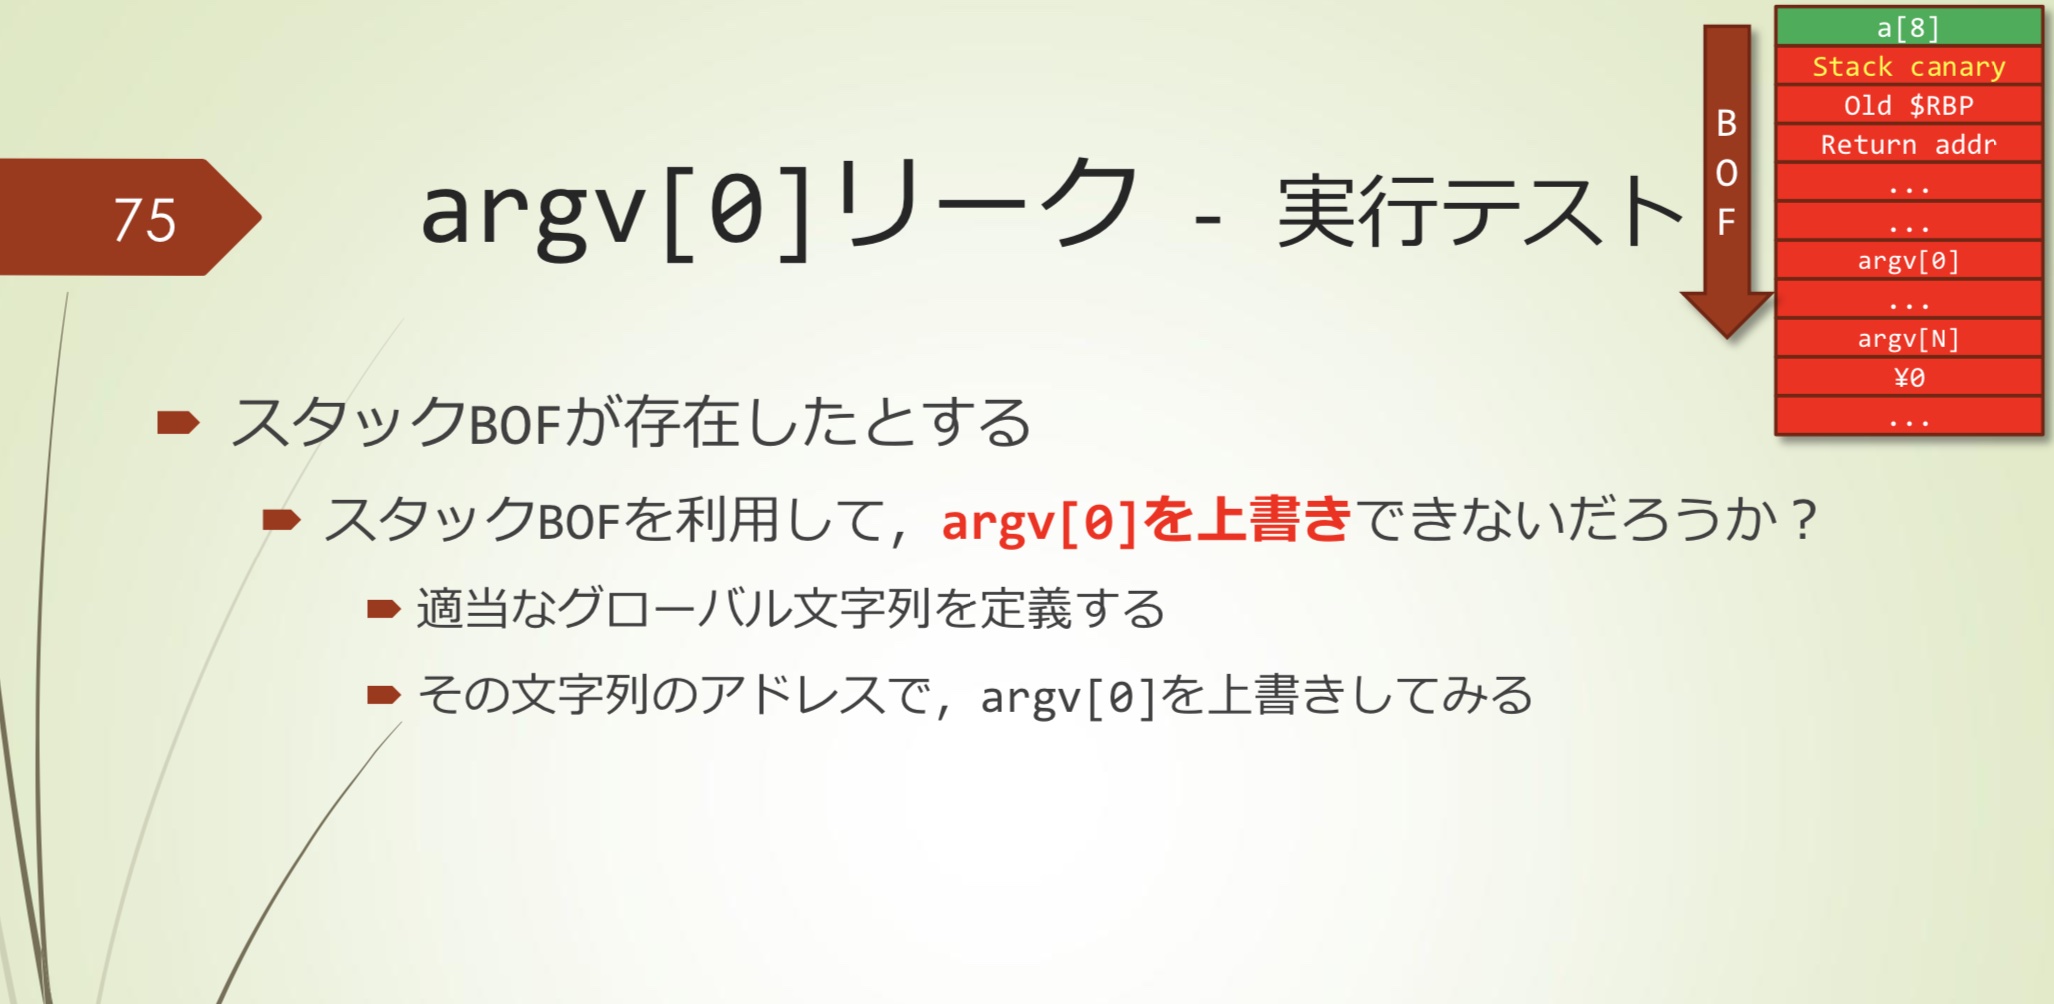 75
argv[0]リーク - 実行テスト
スタックBOFが存在したとする
スタックBOFを利用して，argv[0]を上書きできないだろうか？
適当なグローバル文字列を定義する
その文字列のアドレスで，argv[0]を上書きしてみる
B
O
F
a[8]
Stack canary
Old $RBP
Return addr
...
...
argv[0]
...
argv[N]
¥0
...